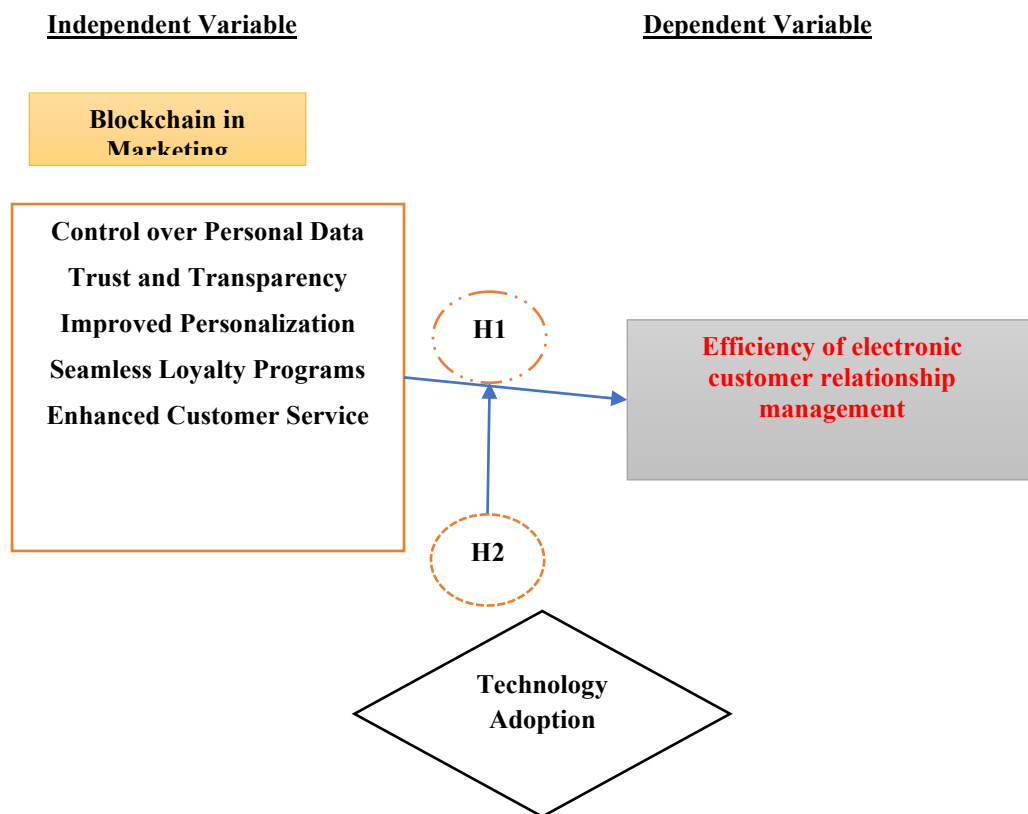 Independent Variable
Dependent Variable
Blockchain in
Marketing
Control over Personal Data
Trust and Transparency
Improved Personalization
Seamless Loyalty Programs
Enhanced Customer Service
H1
Efficiency of electronic
customer relationship
management
H2
Technology
Adoption